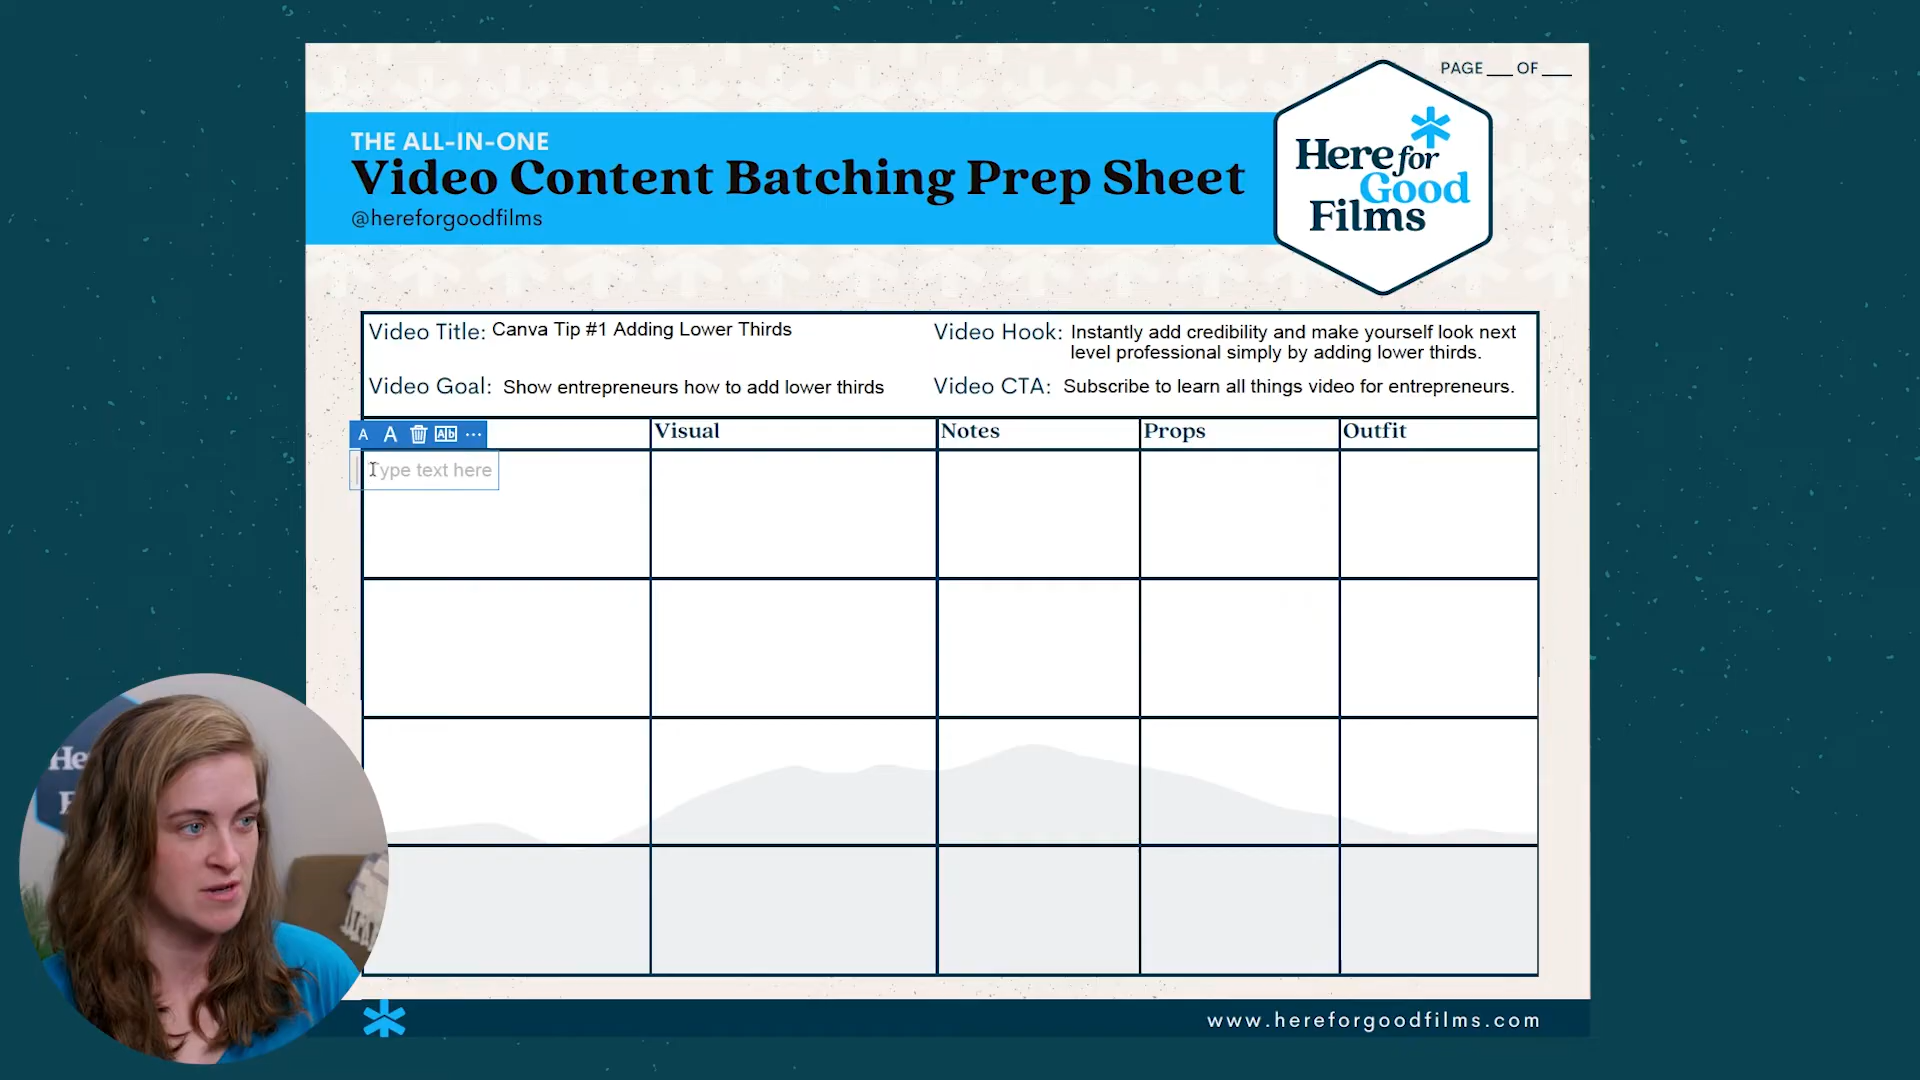 PAGE ___ OF ___
THE ALL-IN-ONE
Video Content Batching Prep Sheet
@hereforgoodfilms
Here for
Good
Films
Video Title: Canva Tip #1 Adding Lower Thirds
Video Hook: Instantly add credibility and make yourself look next
level professional simply by adding lower thirds.
Video Goal: Show entrepreneurs how to add lower thirds
Video CTA: Subscribe to learn all things video for entrepreneurs.
A A Ab ...
Visual
Notes
Props
Outfit
Type text here
He
F
www.hereforgoodfilms.com